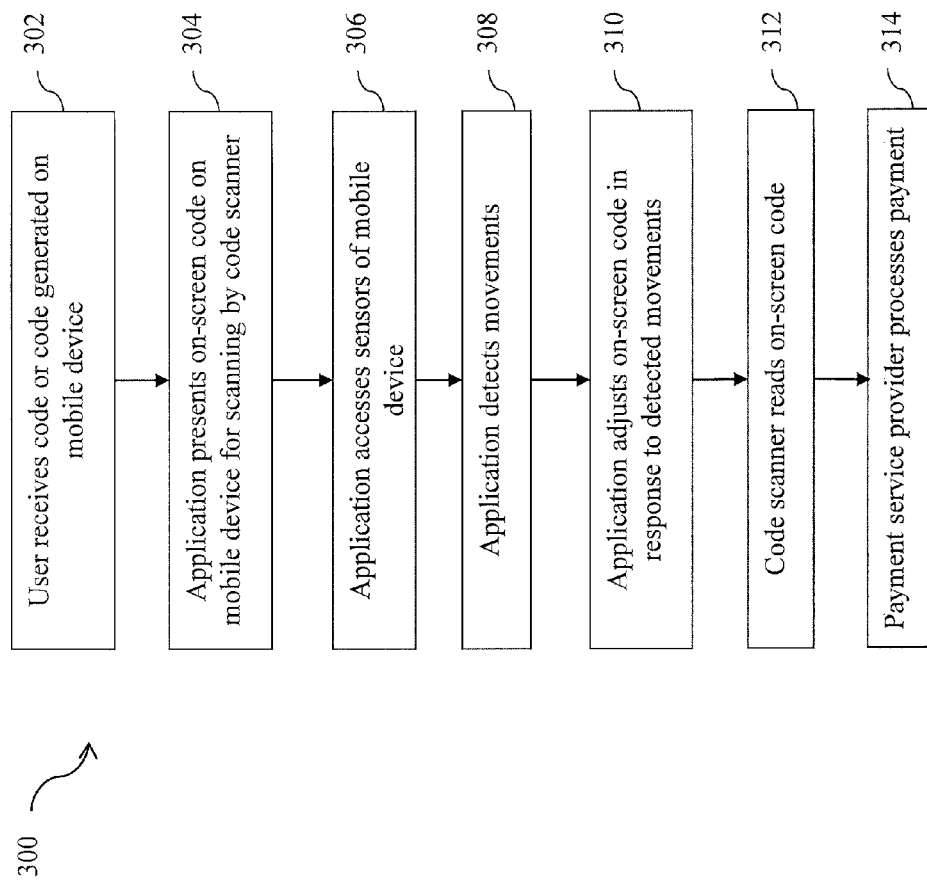 300
User receives code or code generated on
mobile device
302
Application presents on-screen code on
mobile device for scanning by code scanner
304
Application accesses sensors of mobile
device
306
Application detects movements
308
Application adjusts on-screen code in
response to detected movements
310
Code scanner reads on-screen code
312
Payment service provider processes payment
314